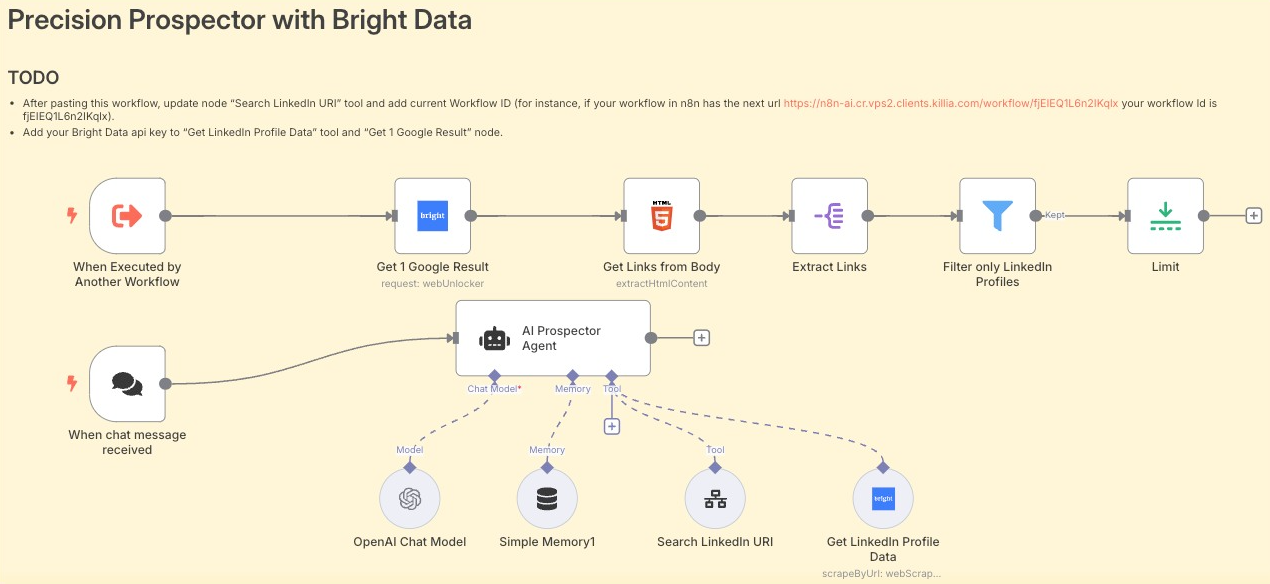 Precision Prospector with Bright Data
TODO
• After pasting this workflow, update node “Search LinkedIn URI” tool and add current Workflow ID (for instance, if your workflow in n8n has the next url https://n8n-ai.cr.vps2.clients.killia.com/workflow/fjEIEQ1L6n2IKqIx your workflow Id is
fjEIEQ1L6n2IKqIx).
• Add your Bright Data api key to “Get LinkedIn Profile Data” tool and “Get 1 Google Result” node.
bright
HTML
5
Kept
When Executed by
Another Workflow
Get 1 Google Result
request: webUnlocker
Get Links from Body
extractHtmlContent
Extract Links
Filter only LinkedIn
Profiles
Limit
AI Prospector
Agent
Chat Model*
Memory
Tool
When chat message
received
Model
Memory
Tool
bright
OpenAI Chat Model
Simple Memory1
Search LinkedIn URI
Get LinkedIn Profile
Data
scrapeByUrl: webScrap...